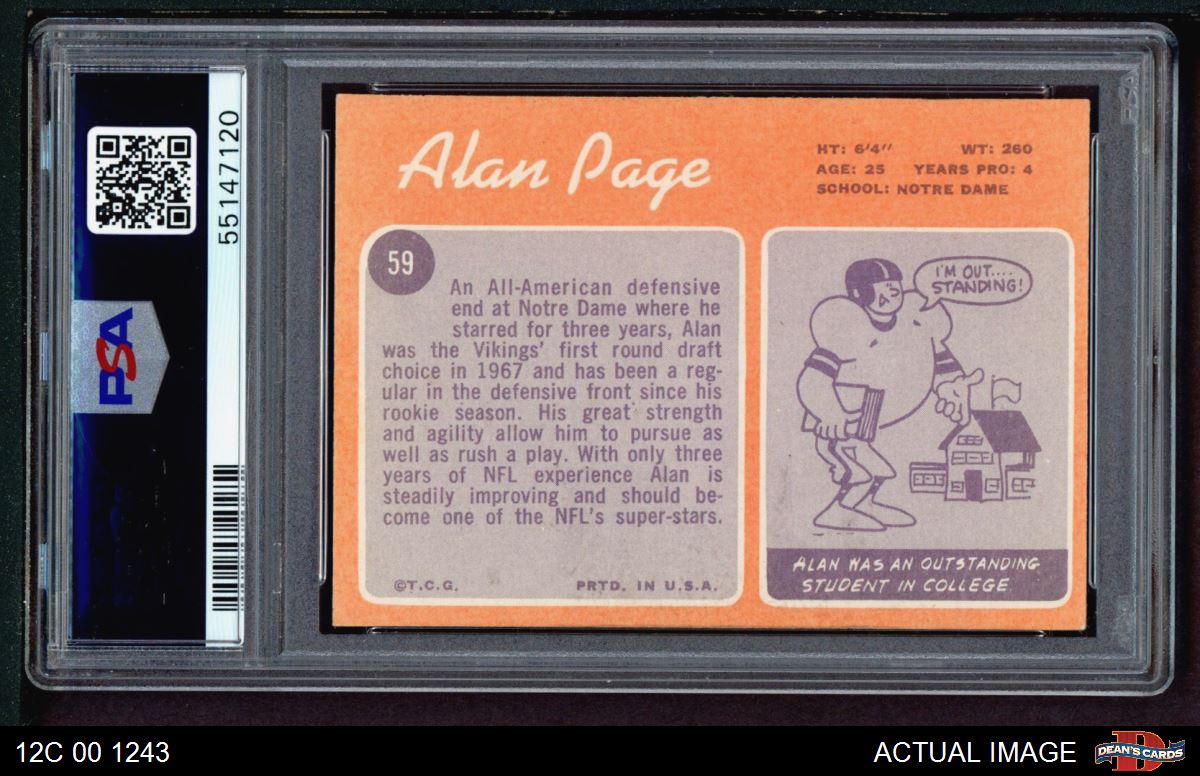 55147120
PSA
Alan Page
HT: 6'4" WT: 260
AGE: 25 YEARS PRO: 4
SCHOOL: NOTRE DAME
59
An All-American defensive
end at Notre Dame where he
starred for three years, Alan
was the Vikings' first round draft
choice in 1967 and has been a reg-
ular in the defensive front since his
rookie season. His great strength
and agility allow him to pursue as
well as rush a play. With only three
years of NFL experience Alan is
steadily improving and should be-
come one of the NFL's super-stars.
©T.C.G. PRTD. IN U.S.A.
I'M OUT....
STANDING!
ALAN WAS AN OUTSTANDING
STUDENT IN COLLEGE
12C 00 1243
ACTUAL IMAGE
DEAN'S CARDS